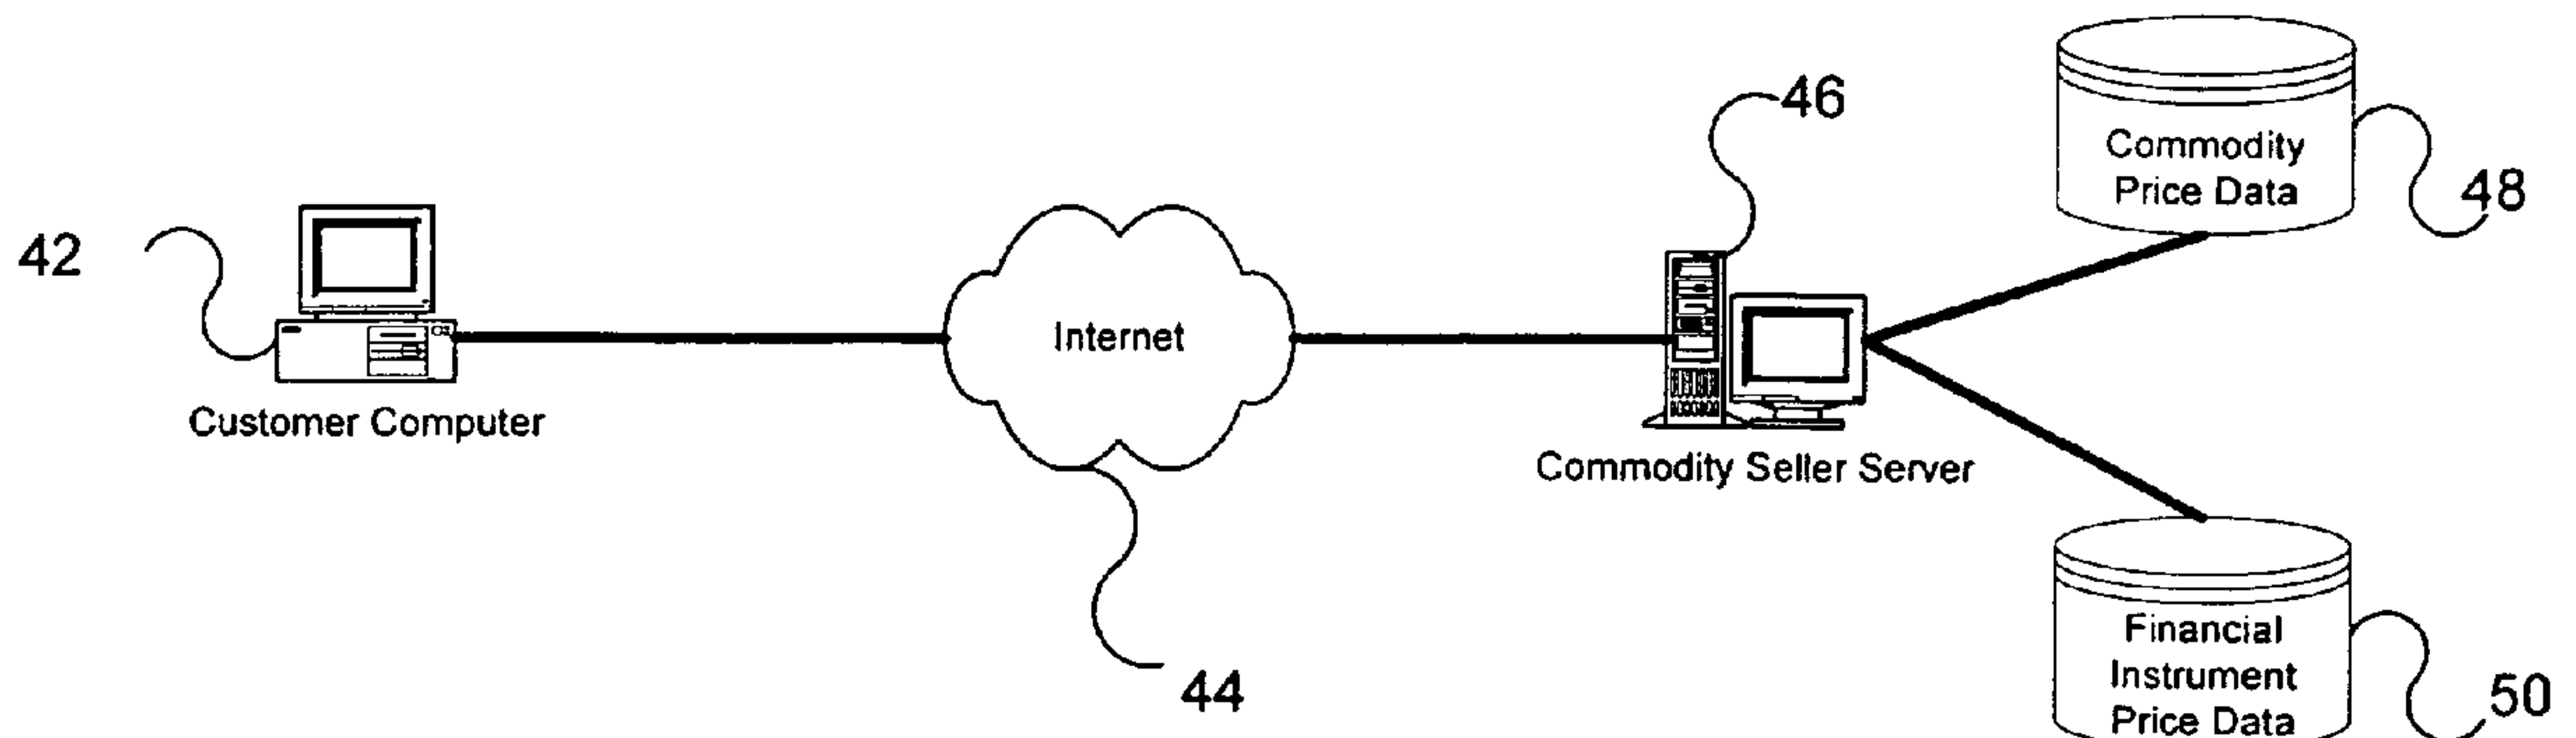 42
Customer Computer
Internet
44
46
Commodity Seller Server
Commodity
Price Data
48
Financial
Instrument
Price Data
50